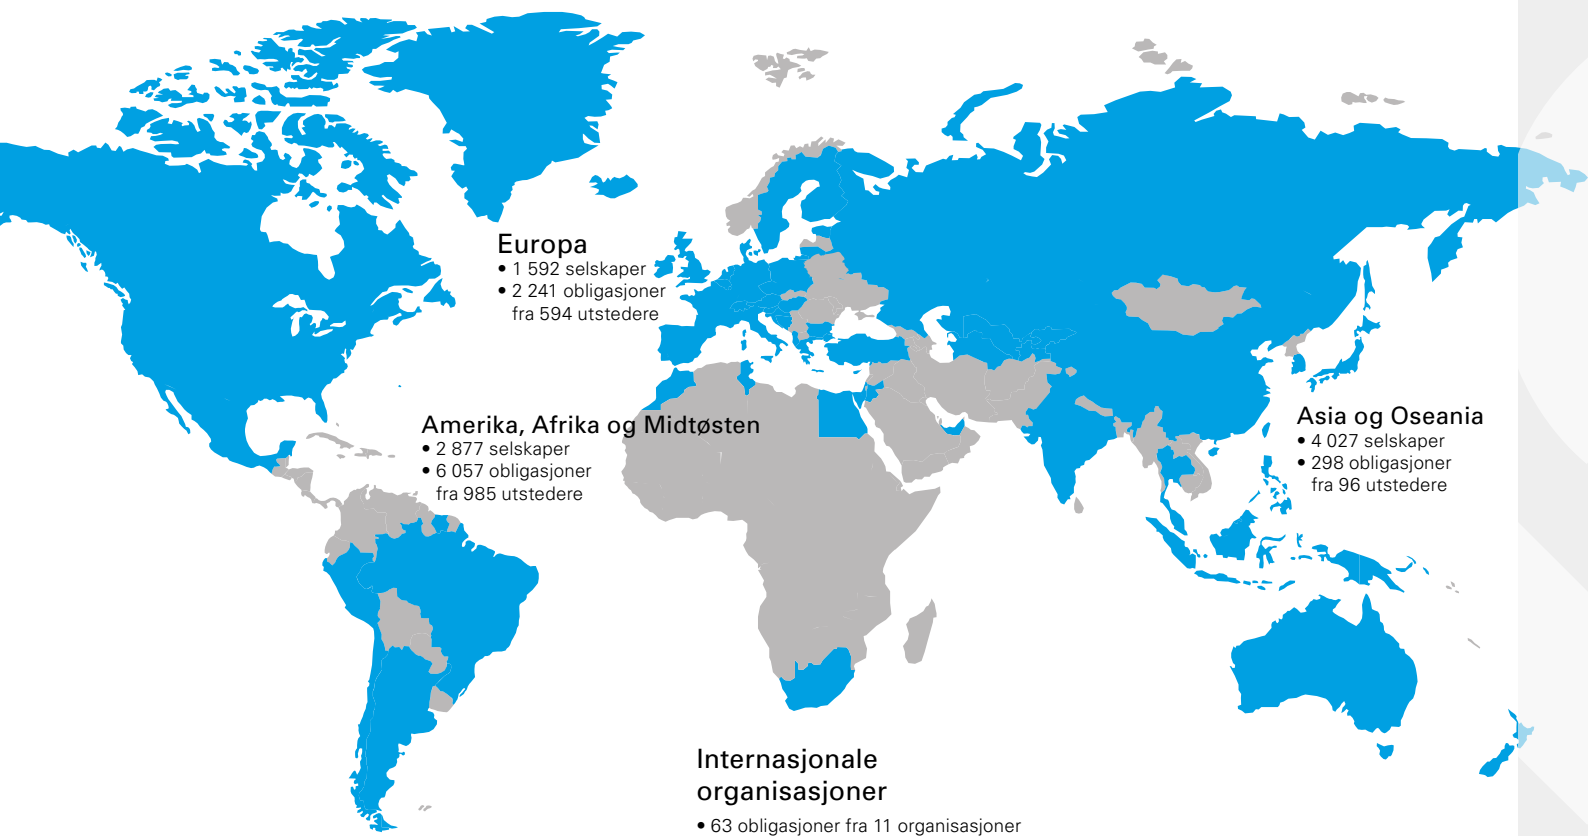 Europa
• 1 592 selskaper
• 2 241 obligasjoner
fra 594 utstedere
Amerika, Afrika og Midtøsten
• 2 877 selskaper
• 6 057 obligasjoner
fra 985 utstedere
Asia og Oseania
• 4 027 selskaper
• 298 obligasjoner
fra 96 utstedere
Internasjonale
organisasjoner
• 63 obligasjoner fra 11 organisasjoner